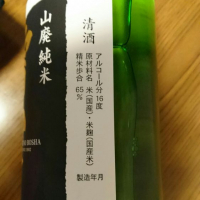 山廃純米
清酒
アルコール分 16度
原材料名 米(国産)・米麹(国産米)
精米歩合 65%
製造年月